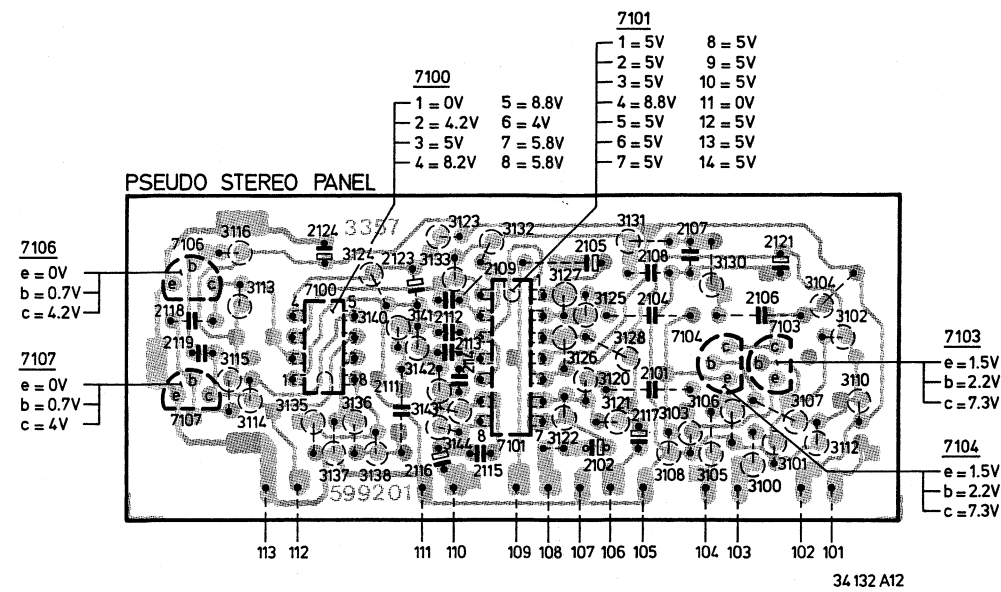 7101
1 = 5V 8 = 5V
2 = 5V 9 = 5V
3 = 5V 10 = 5V
4 = 8.8V 11 = 0V
5 = 5V 12 = 5V
6 = 5V 13 = 5V
7 = 5V 14 = 5V
7100
1 = 0V 5 = 8.8V
2 = 4.2V 6 = 4V
3 = 5V 7 = 5.8V
4 = 8.2V 8 = 5.8V
PSEUDO STEREO PANEL
7106
e = 0V
b = 0.7V
c = 4.2V
7107
e = 0V
b = 0.7V
c = 4V
7103
e = 1.5V
b = 2.2V
c = 7.3V
7104
e = 1.5V
b = 2.2V
c = 7.3V
3357
3116
2124
3124
3123
3132
3131
2107
2121
7106
b
e
c
3133
2123
2109
2105
2108
3127
3130
3104
3113
7100
4
5
3125
2104
2106
2118
3140
3141
2112
7104
7103
3102
2119
2113
3128
c
b
e
c
b
e
3115
3142
2114
3126
1
8
2111
3120
2101
3110
b
e
c
7107
3114
3135
3136
3143
3121
2117
3103
3106
3107
3144
8
7101
7
1
3122
3112
3137
3138
2116
2115
2102
3108
3105
3101
3100
599201
113
112
111
110
109
108
107
106
105
104
103
102
101
34 132 A12